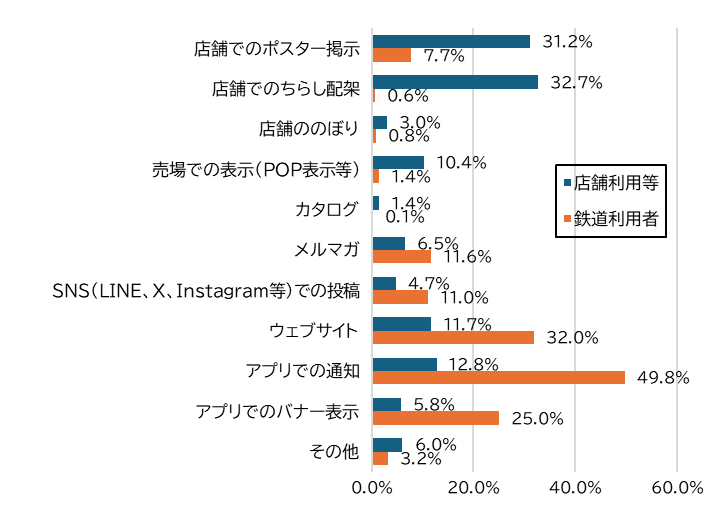 店舗でのポスター掲示
31.2%
7.7%
店舗でのちらし配架
32.7%
0.6%
店舗ののぼり
3.0%
0.8%
売場での表示（POP表示等）
10.4%
1.4%
カタログ
1.4%
0.1%
メルマガ
6.5%
11.6%
SNS（LINE、X、Instagram等）での投稿
4.7%
11.0%
ウェブサイト
11.7%
32.0%
アプリでの通知
12.8%
49.8%
アプリでのバナー表示
5.8%
25.0%
その他
6.0%
3.2%
店舗利用等
鉄道利用者
0.0% 20.0% 40.0% 60.0%